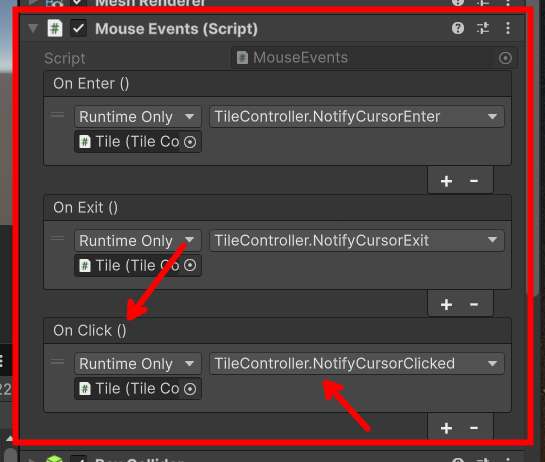 Mesh Renderer
Mouse Events (Script)
Script MouseEvents
On Enter ()
Runtime Only TileController.NotifyCursorEnter
Tile (Tile Co
+ -
On Exit ()
Runtime Only TileController.NotifyCursorExit
Tile (Tile Co
+ -
On Click ()
Runtime Only TileController.NotifyCursorClicked
22
Tile (Tile Co
+ -
Box Collider